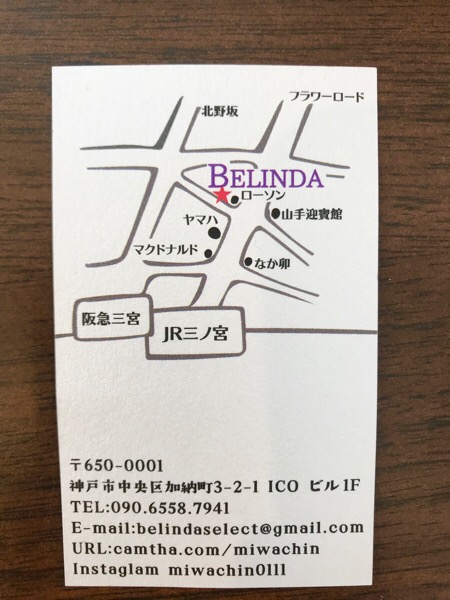 フラワーロード
北野坂
BELINDA
ローソン
ヤマハ
山手迎賓館
マクドナルド
なか卯
阪急三宮
JR三ノ宮
〒650-0001
神戸市中央区加納町3-2-1 ICO ビル1F
TEL:090.6558.7941
E-mail:belindaselect@gmail.com
URL:camtha.com/miwachin
Instaglam miwachin0111